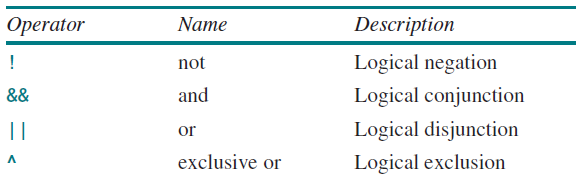 Operator Name Description
! not Logical negation
&& and Logical conjunction
|| or Logical disjunction
^ exclusive or Logical exclusion